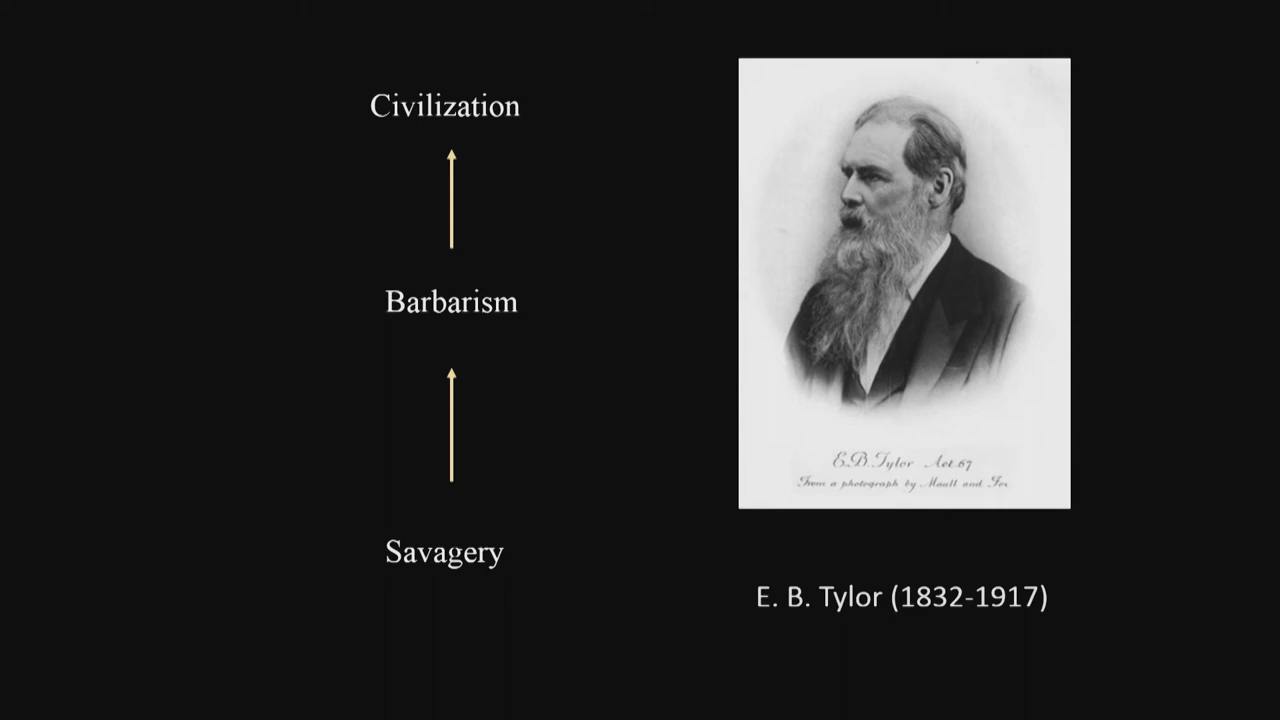 Civilization
Barbarism
Savagery
E.B. Tylor Aet.67
From a photograph by Maull and Fox
E. B. Tylor (1832-1917)